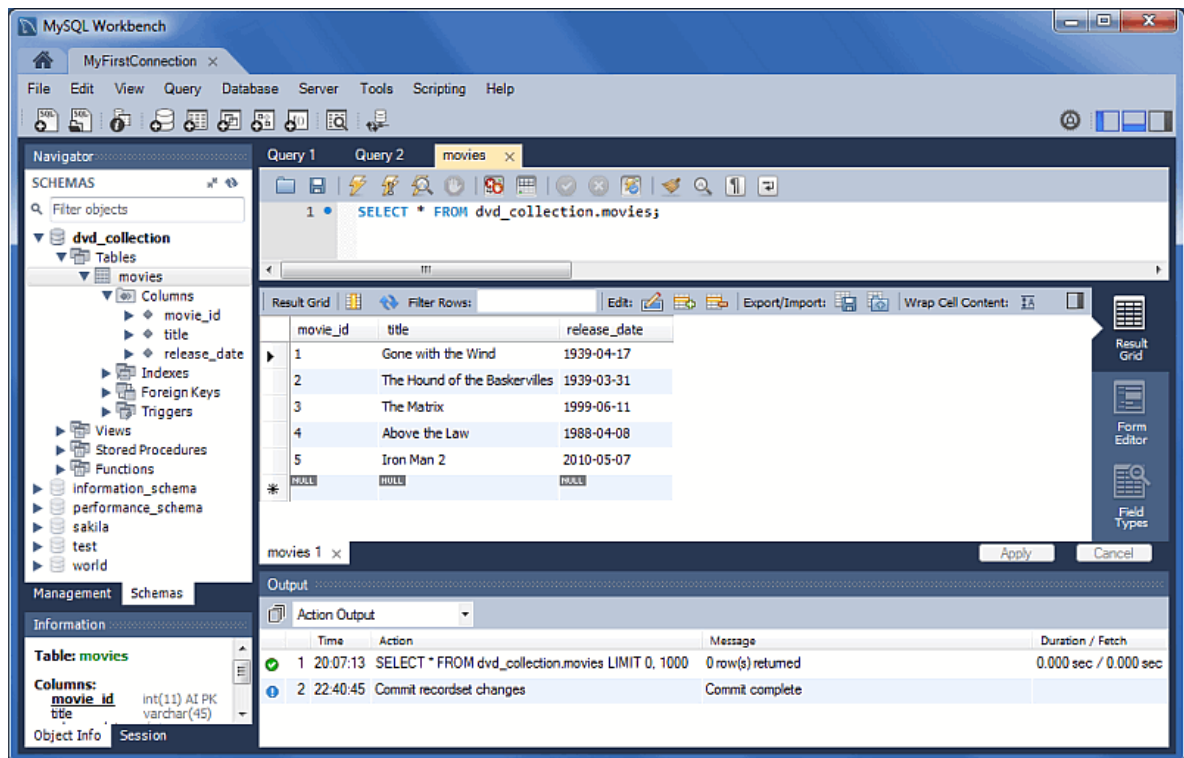 MySQL Workbench
MyFirstConnection
File Edit View Query Database Server Tools Scripting Help
Navigator
SCHEMAS
Filter objects
dvd_collection
Tables
movies
Columns
movie_id
title
release_date
Indexes
Foreign Keys
Triggers
Views
Stored Procedures
Functions
information_schema
performance_schema
sakila
test
world
Management Schemas
Information
Table: movies
Columns:
movie_id int(11) AI PK
title varchar(45)
Object Info Session
Query 1 Query 2 movies
1 SELECT * FROM dvd_collection.movies;
Result Grid Filter Rows: Edit: Export/Import: Wrap Cell Content:
movie_id title release_date
1 Gone with the Wind 1939-04-17
2 The Hound of the Baskervilles 1939-03-31
3 The Matrix 1999-06-11
4 Above the Law 1988-04-08
5 Iron Man 2 2010-05-07
NULL NULL NULL
Result
Grid
Form
Editor
Field
Types
movies 1
Apply Cancel
Output
Action Output
Time Action Message Duration / Fetch
1 20:07:13 SELECT * FROM dvd_collection.movies LIMIT 0, 1000 0 row(s) returned 0.000 sec / 0.000 sec
2 22:40:45 Commit recordset changes Commit complete